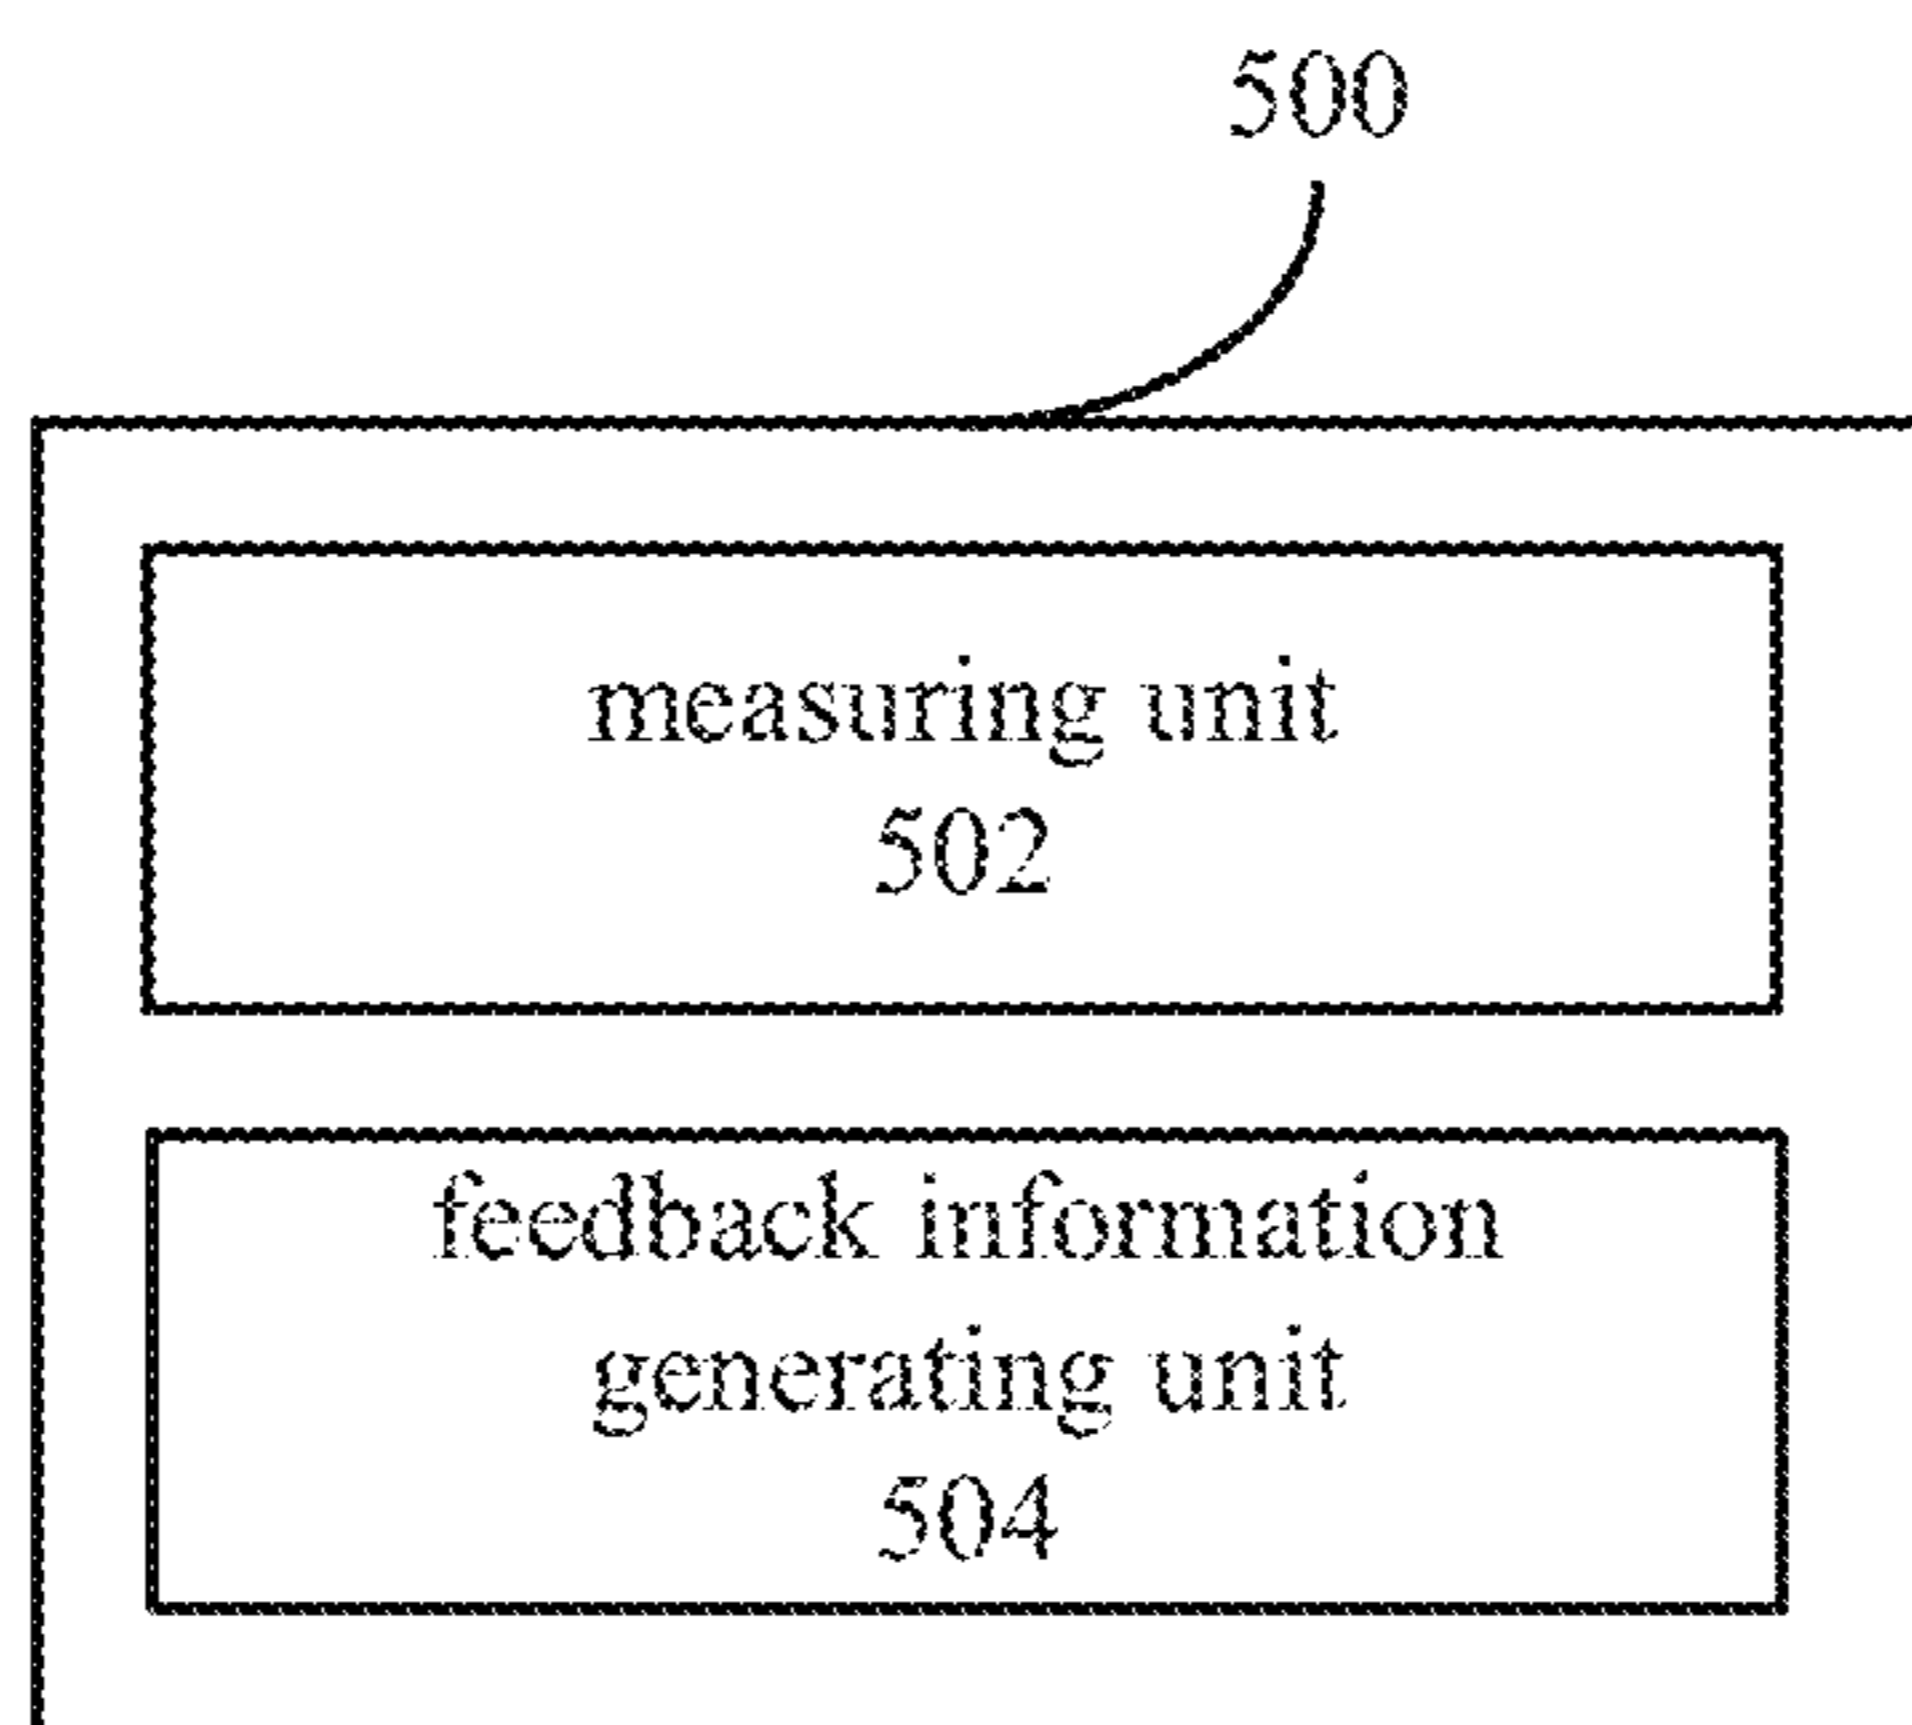 500
measuring unit
502
feedback information
generating unit
504